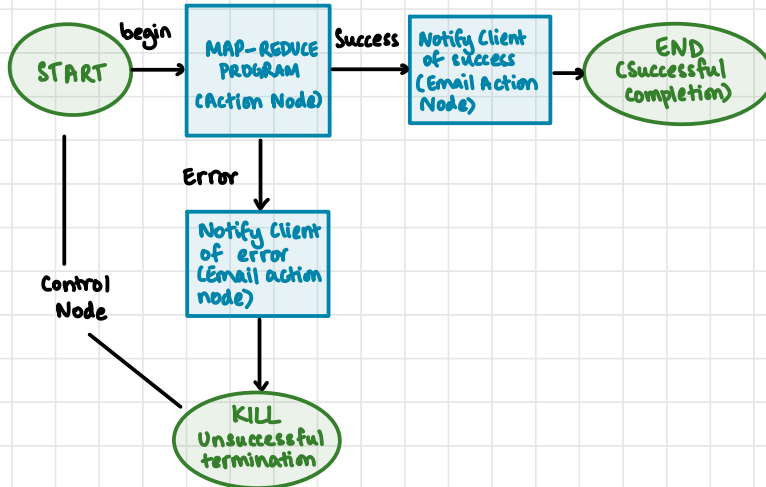 begin
START
MAP-REDUCE
PROGRAM
(Action Node)
Success
Notify Client
of success
(Email Action
Node)
END
(Successful
completion)
Error
Notify Client
of error
(Email action
node)
Control
Node
KILL
Unsuccessful
termination